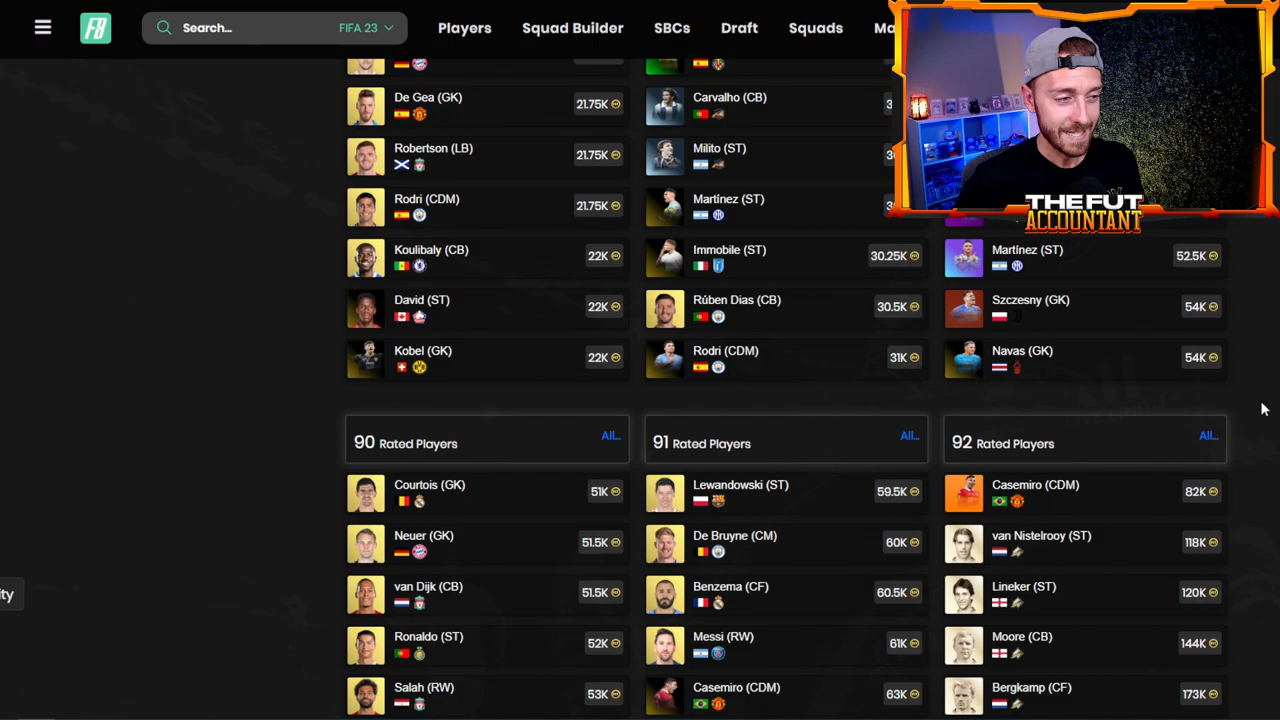 FB
Search...
FIFA 23
Players
Squad Builder
SBCs
Draft
Squads
Ma
THE FUT
ACCOUNTANT
De Gea (GK)
21.75K
Robertson (LB)
21.75K
Rodri (CDM)
21.75K
Koulibaly (CB)
22K
David (ST)
22K
Kobel (GK)
22K
Carvalho (CB)
3
Milito (ST)
Martínez (ST)
Immobile (ST)
30.25K
Rúben Dias (CB)
30.5K
Rodri (CDM)
31K
Martínez (ST)
52.5K
Szczesny (GK)
54K
Navas (GK)
54K
90 Rated Players
All...
Courtois (GK)
51K
Neuer (GK)
51.5K
van Dijk (CB)
51.5K
Ronaldo (ST)
52K
Salah (RW)
53K
91 Rated Players
All...
Lewandowski (ST)
59.5K
De Bruyne (CM)
60K
Benzema (CF)
60.5K
Messi (RW)
61K
Casemiro (CDM)
63K
92 Rated Players
All...
Casemiro (CDM)
82K
van Nistelrooy (ST)
118K
Lineker (ST)
120K
Moore (CB)
144K
Bergkamp (CF)
173K
ity